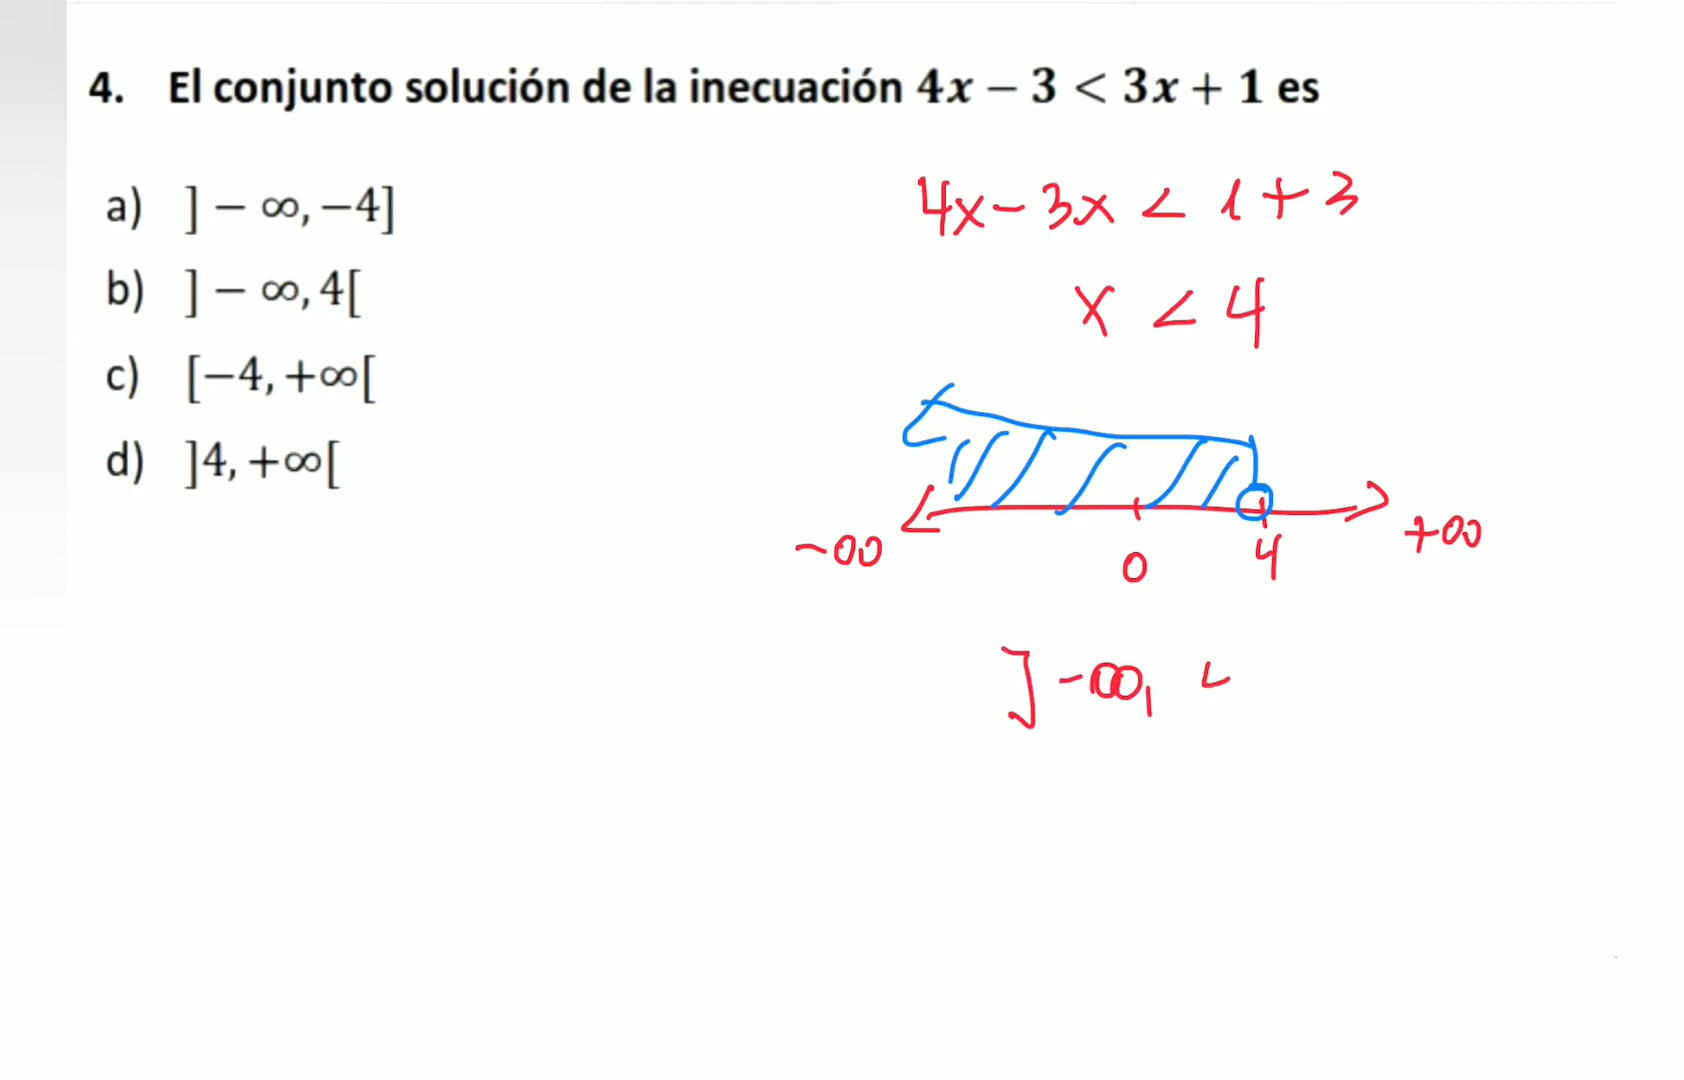 4. El conjunto solución de la inecuación 4x − 3 < 3x + 1 es
a) ]− ∞, −4]
b) ]− ∞, 4[
c) [−4, +∞[
d) ]4, +∞[
4x − 3x < 1 + 3
x < 4
−∞ 0 4 +∞
]−∞,